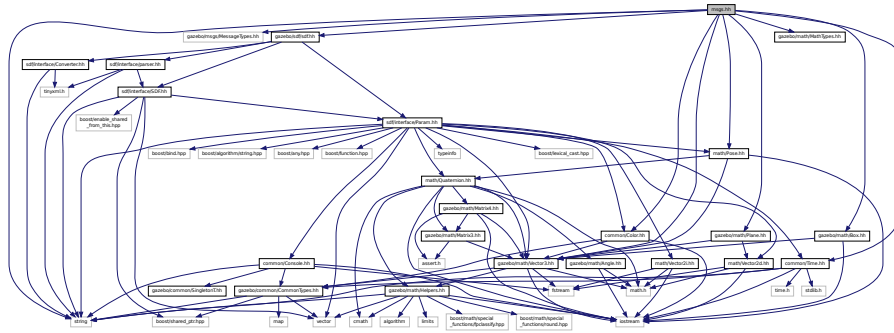 msgs.hh
gazebo/msgs/MessageTypes.hh
gazebo/sdf/sdf.hh
gazebo/math/MathTypes.hh
sdf/interface/Converter.hh
sdf/interface/parser.hh
tinyxml.h
sdf/interface/SDF.hh
boost/enable_shared
_from_this.hpp
sdf/interface/Param.hh
boost/bind.hpp
boost/algorithm/string.hpp
boost/any.hpp
boost/function.hpp
typeinfo
boost/lexical_cast.hpp
math/Pose.hh
math/Quaternion.hh
gazebo/math/Matrix4.hh
gazebo/math/Matrix3.hh
common/Color.hh
gazebo/math/Plane.hh
gazebo/math/Box.hh
common/Console.hh
assert.h
gazebo/math/Vector3.hh
gazebo/math/Angle.hh
math/Vector2i.hh
math/Vector2d.hh
common/Time.hh
gazebo/common/SingletonT.hh
gazebo/common/CommonTypes.hh
gazebo/math/Helpers.hh
fstream
math.h
time.h
stdlib.h
string
boost/shared_ptr.hpp
map
vector
cmath
algorithm
limits
boost/math/special
_functions/fpclassify.hpp
boost/math/special
_functions/round.hpp
iostream